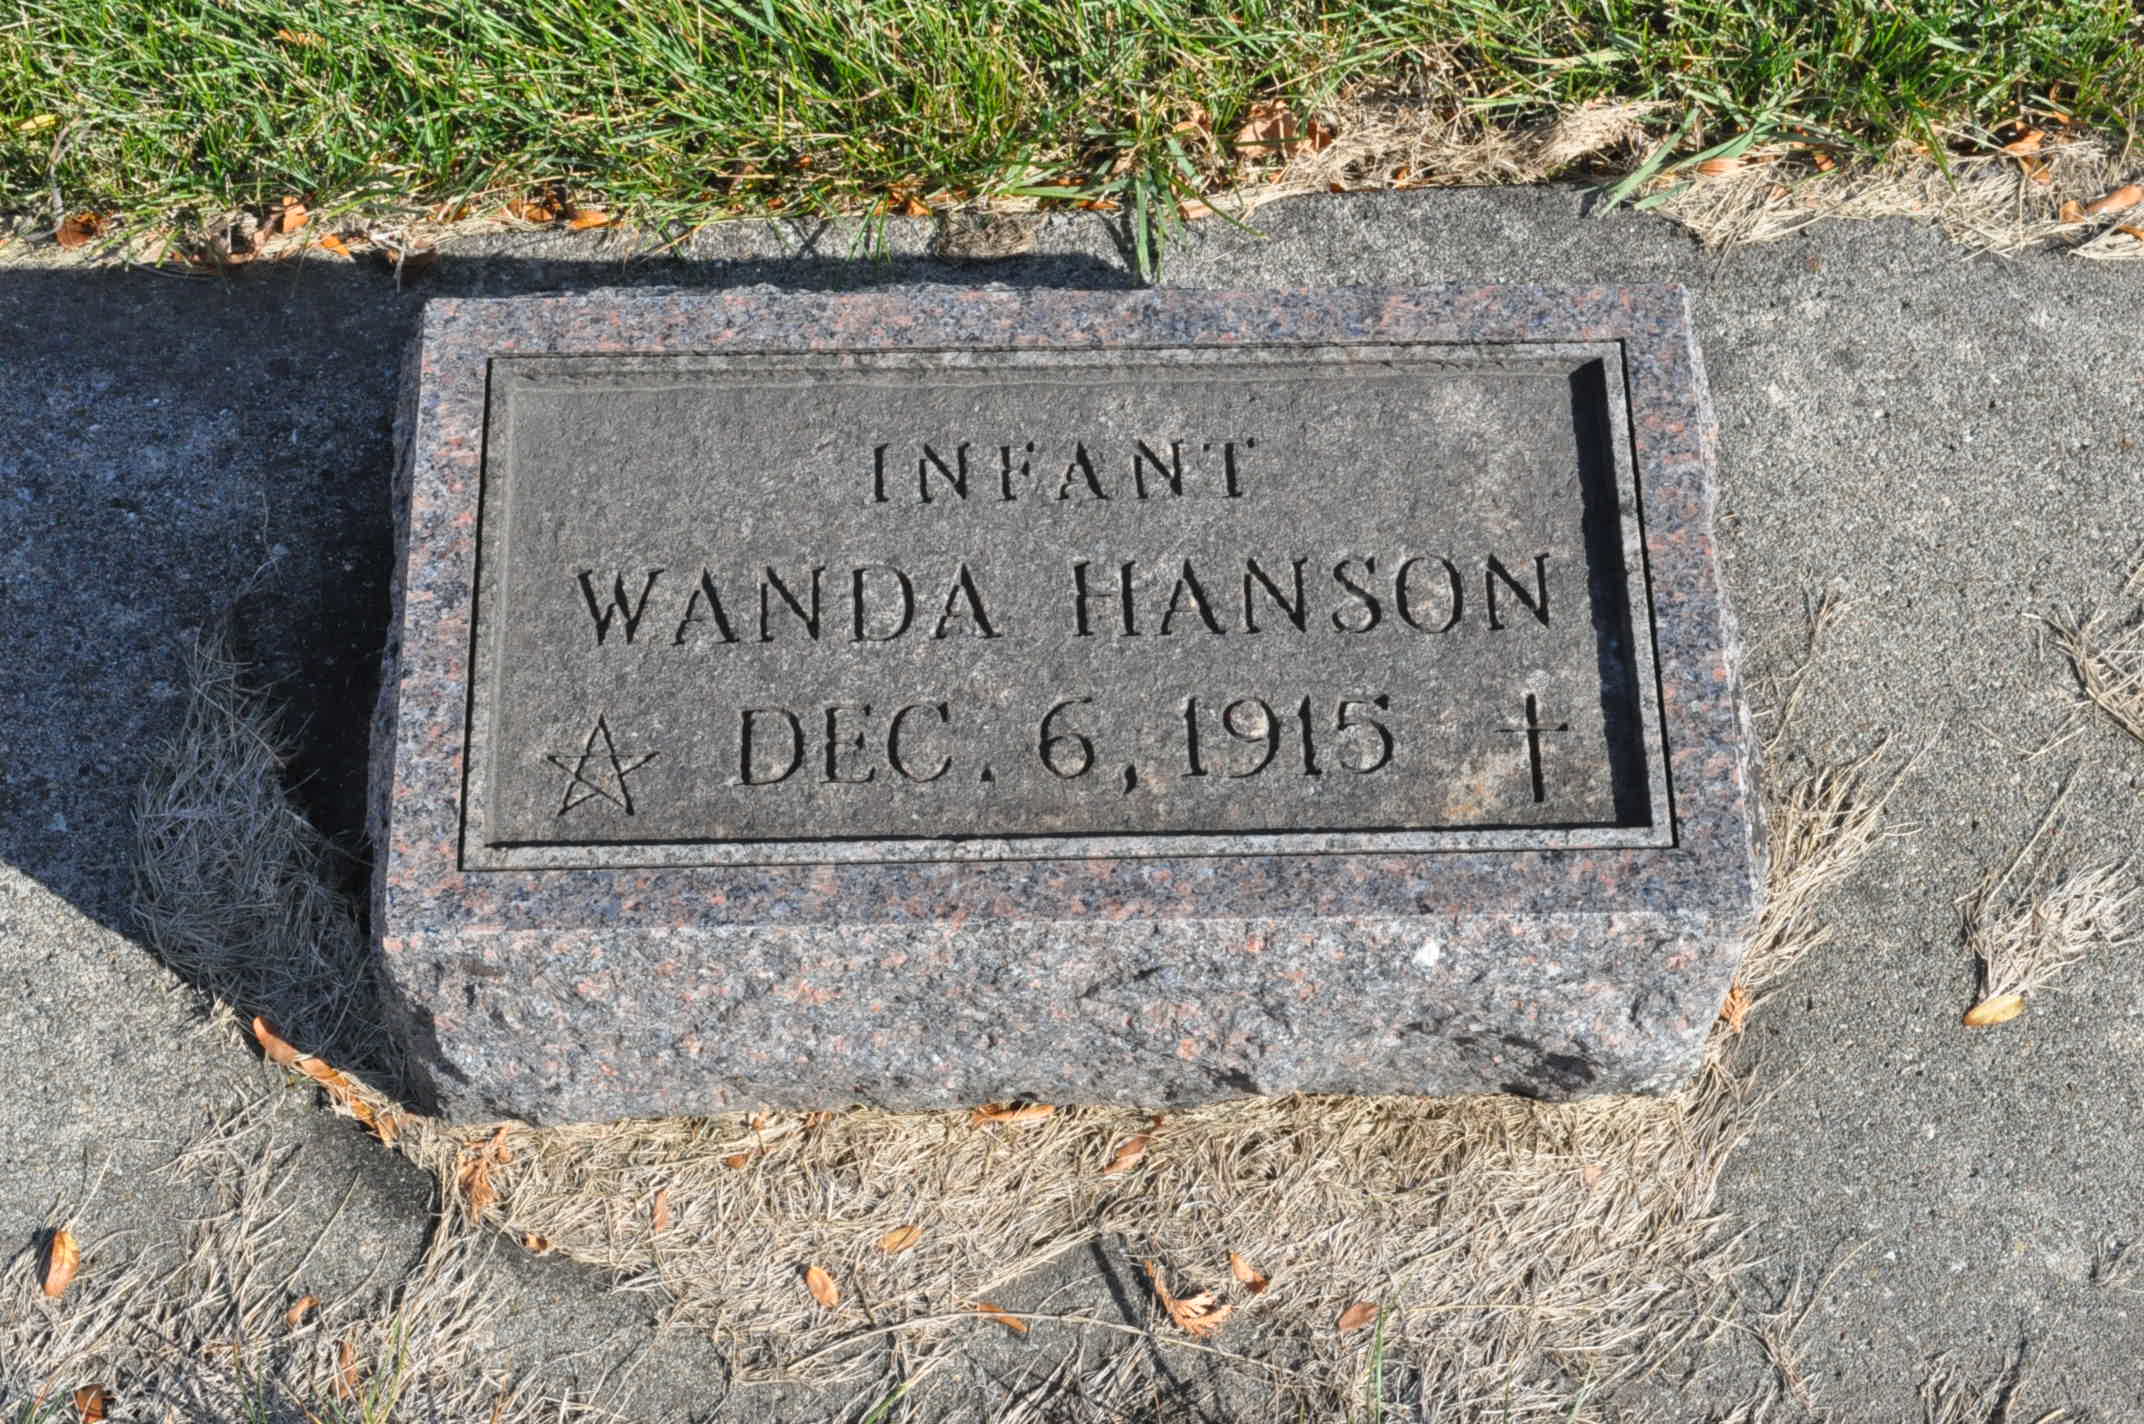 INFANT
WANDA HANSON
DEC. 6, 1915